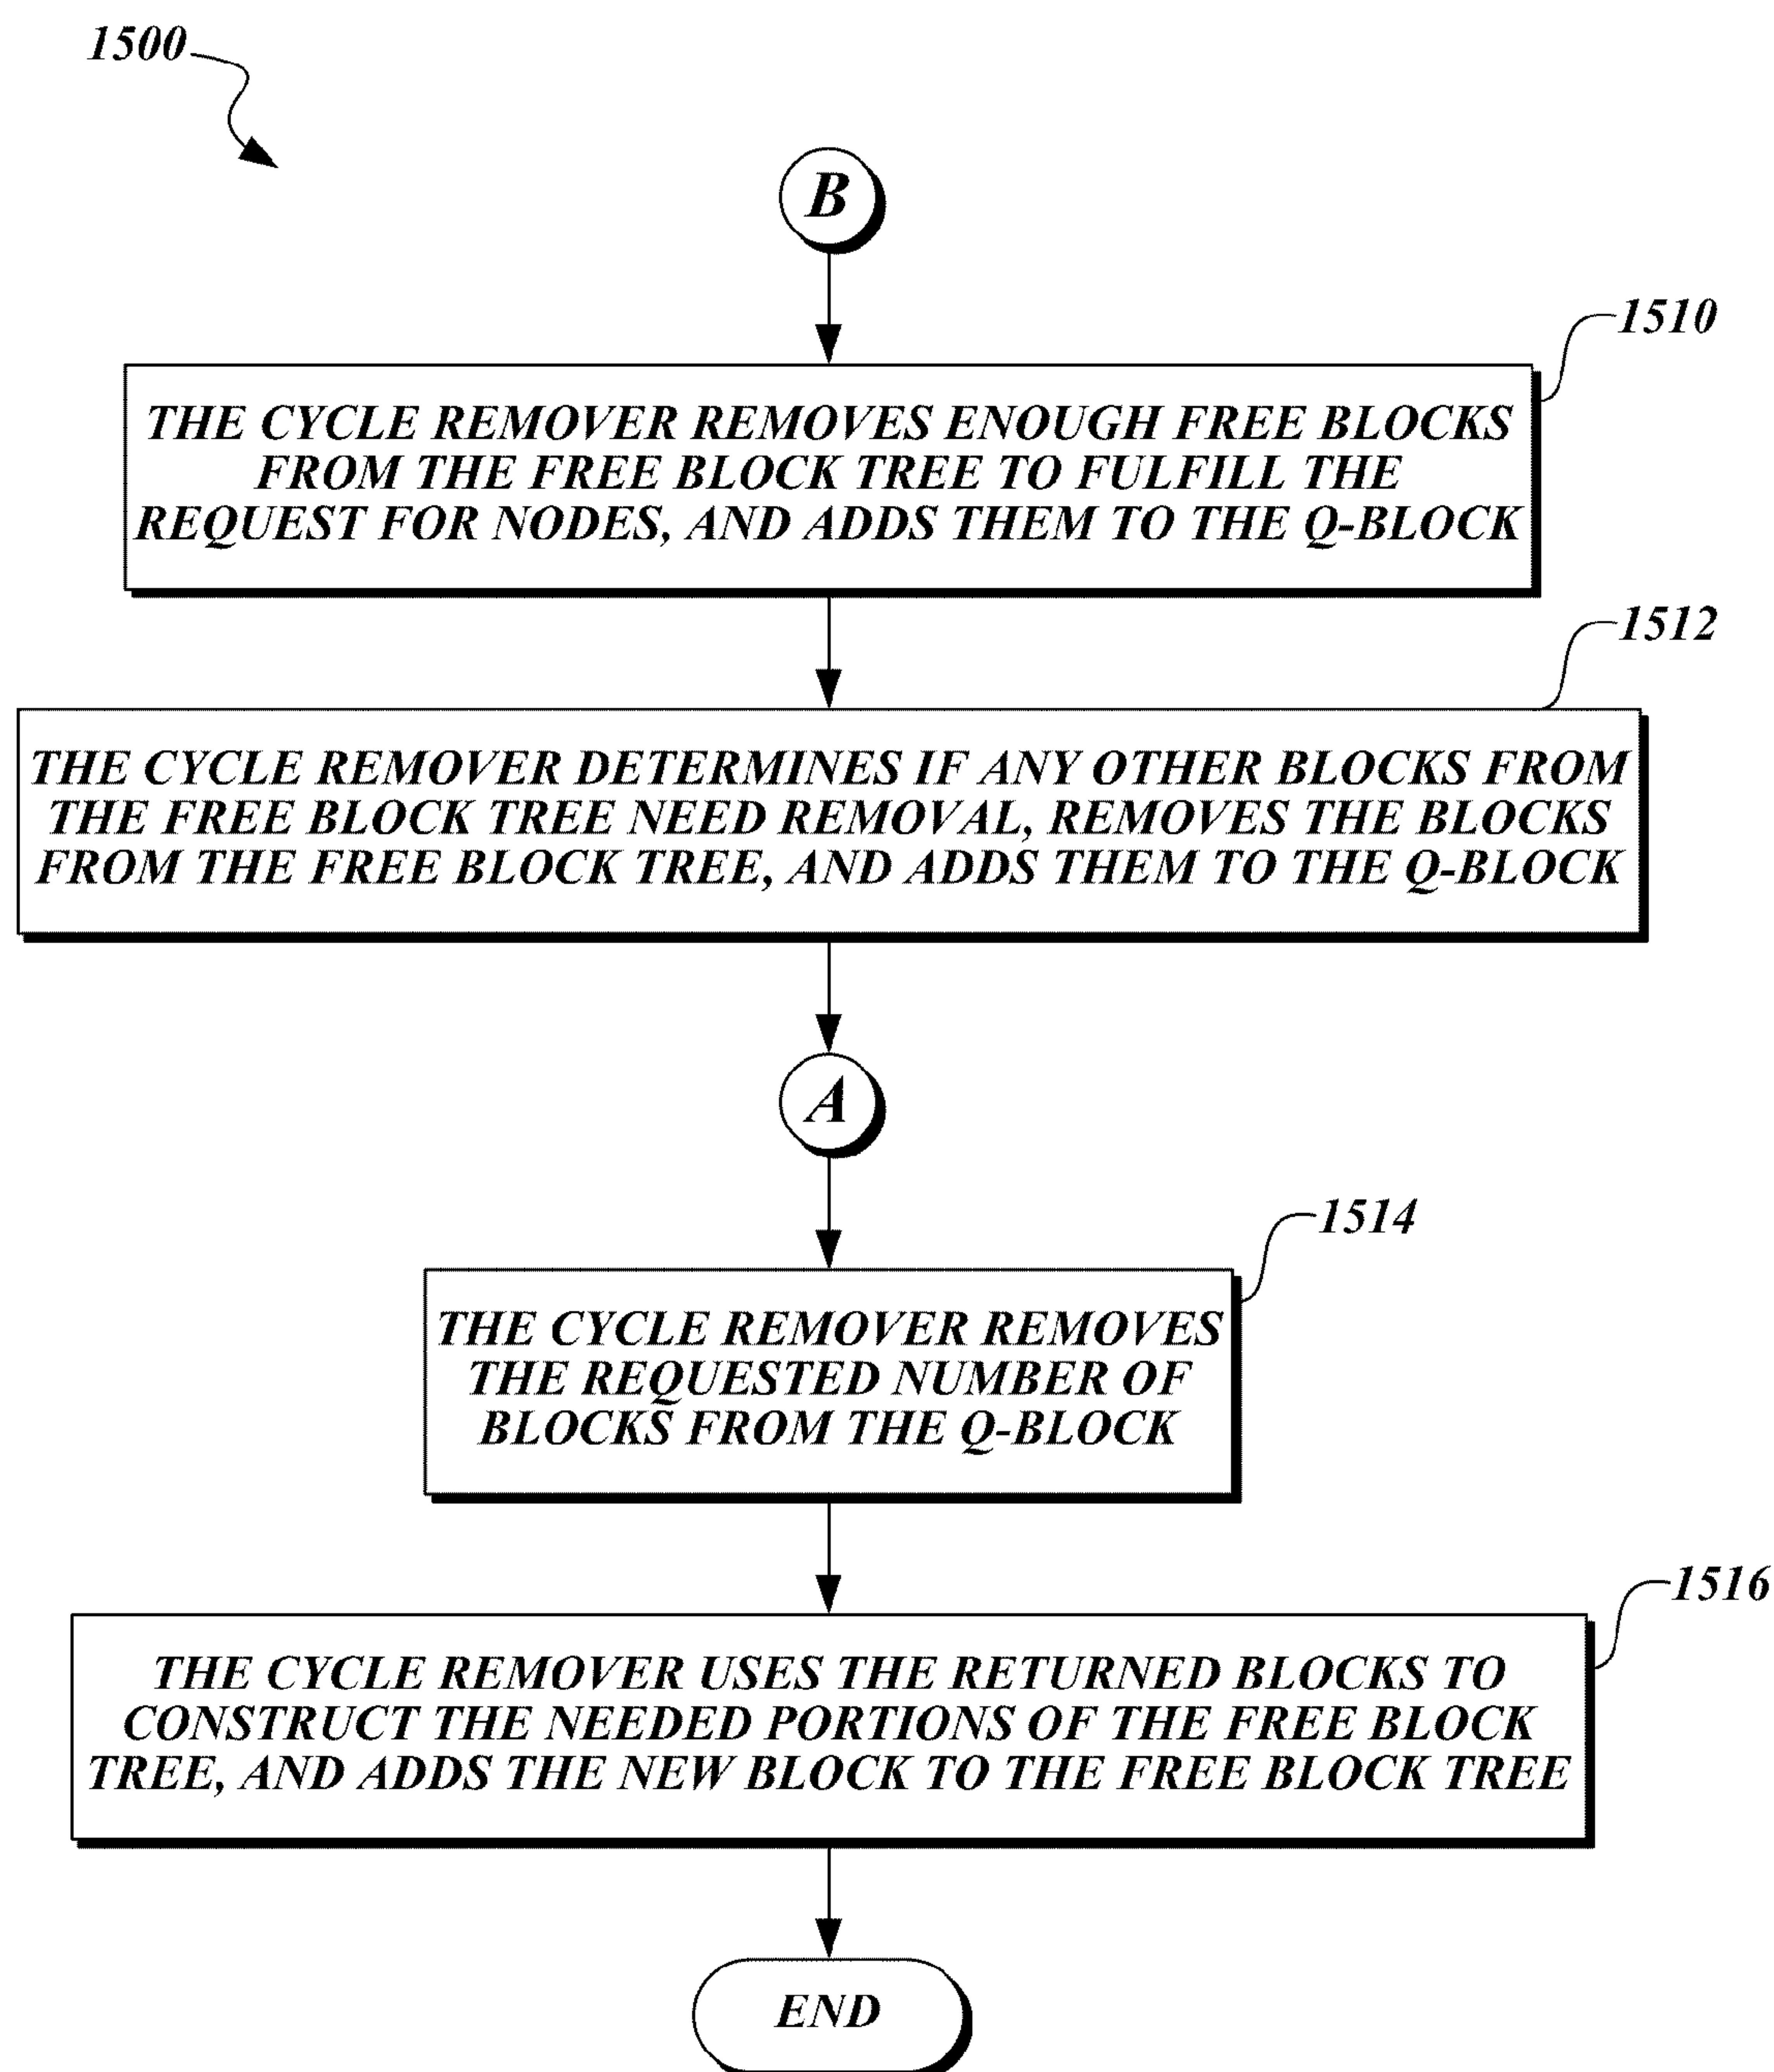 1500
B
1510
THE CYCLE REMOVER REMOVES ENOUGH FREE BLOCKS
FROM THE FREE BLOCK TREE TO FULFILL THE
REQUEST FOR NODES, AND ADDS THEM TO THE Q-BLOCK
1512
THE CYCLE REMOVER DETERMINES IF ANY OTHER BLOCKS FROM
THE FREE BLOCK TREE NEED REMOVAL, REMOVES THE BLOCKS
FROM THE FREE BLOCK TREE, AND ADDS THEM TO THE Q-BLOCK
A
1514
THE CYCLE REMOVER REMOVES
THE REQUESTED NUMBER OF
BLOCKS FROM THE Q-BLOCK
1516
THE CYCLE REMOVER USES THE RETURNED BLOCKS TO
CONSTRUCT THE NEEDED PORTIONS OF THE FREE BLOCK
TREE, AND ADDS THE NEW BLOCK TO THE FREE BLOCK TREE
END